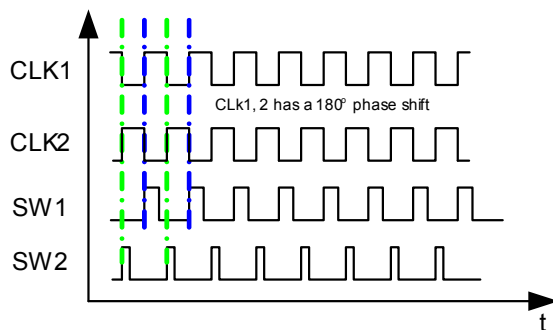 CLK1
CLk1, 2 has a 180° phase shift
CLK2
SW1
SW2
t